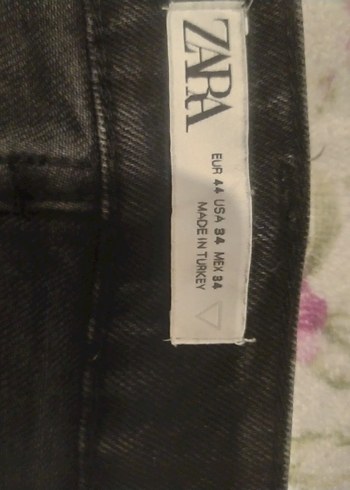 ZARA
EUR 44 USA 34 MEX 34
MADE IN TURKEY